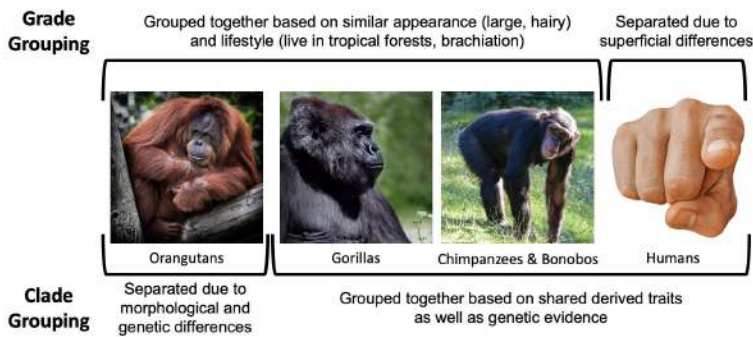 Grade
Grouping
Grouped together based on similar appearance (large, hairy)
and lifestyle (live in tropical forests, brachiation)
Separated due to
superficial differences
Orangutans
Gorillas
Chimpanzees & Bonobos
Humans
Clade
Grouping
Separated due to
morphological and
genetic differences
Grouped together based on shared derived traits
as well as genetic evidence